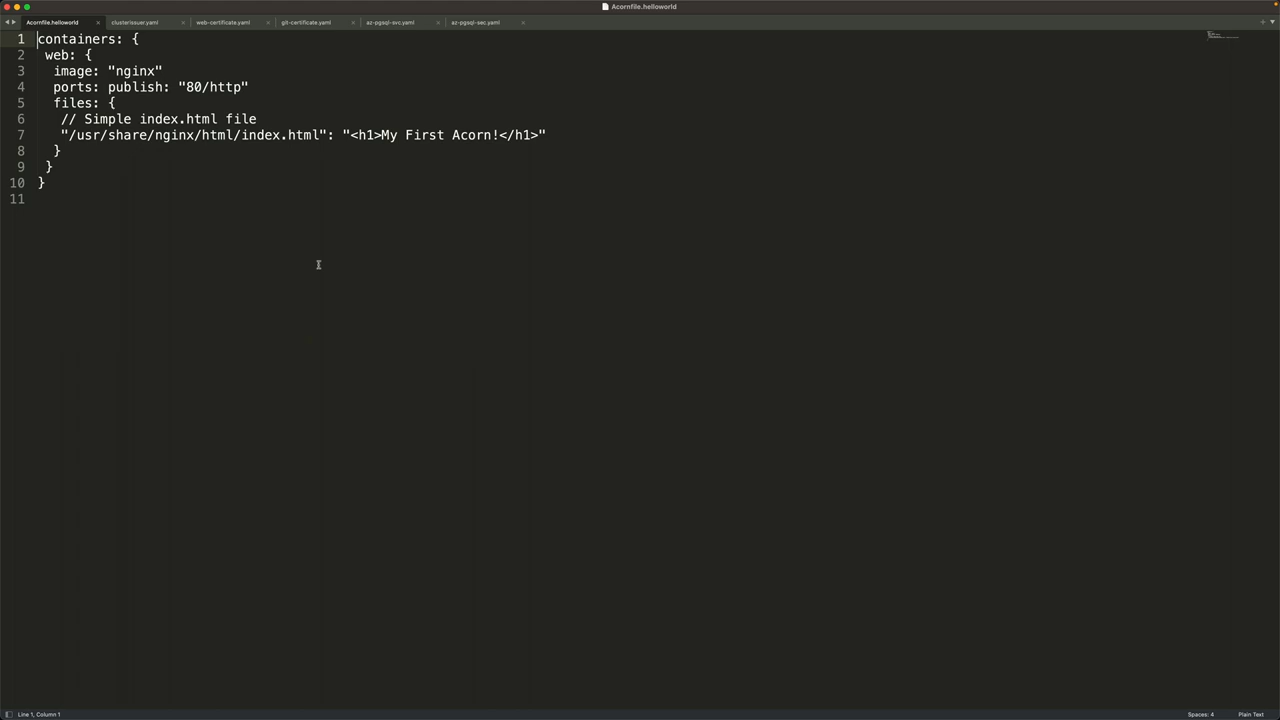 Acornfile.helloworld
Acornfile.helloworld
clusterissuer.yaml
web-certificate.yaml
git-certificate.yaml
az-pgsql-svc.yaml
az-pgsql-sec.yaml
1 containers: {
2 web: {
3 image: "nginx"
4 ports: publish: "80/http"
5 files: {
6 // Simple index.html file
7 "/usr/share/nginx/html/index.html": "<h1>My First Acorn!</h1>"
8 }
9 }
10 }
11
Line 1, Column 1
Spaces: 4
Plain Text